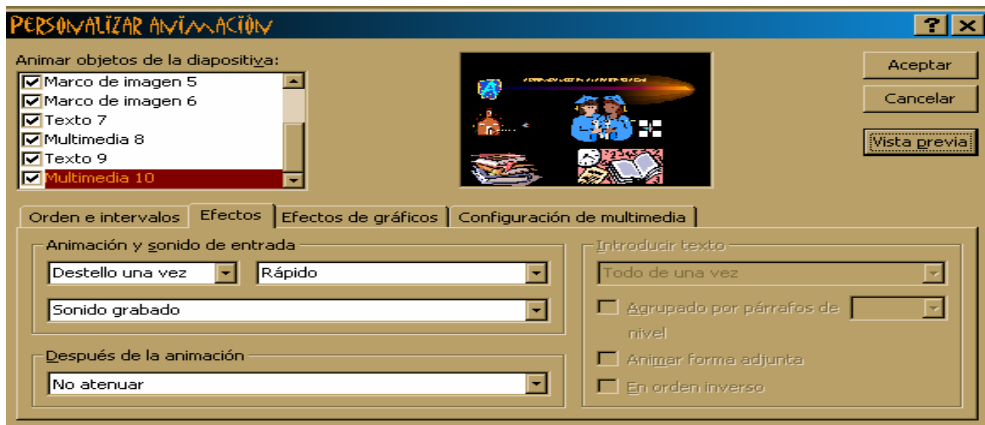 PERSONALIZAR ANIMACIÓN
Animar objetos de la diapositiva:
Marco de imagen 5
Marco de imagen 6
Texto 7
Multimedia 8
Texto 9
Multimedia 10
Aceptar
Cancelar
Vista previa
Orden e intervalos Efectos Efectos de gráficos Configuración de multimedia
Animación y sonido de entrada
Destello una vez Rápido
Sonido grabado
Después de la animación
No atenuar
Introducir texto
Todo de una vez
Agrupado por párrafos de
nivel
Animar forma adjunta
En orden inverso